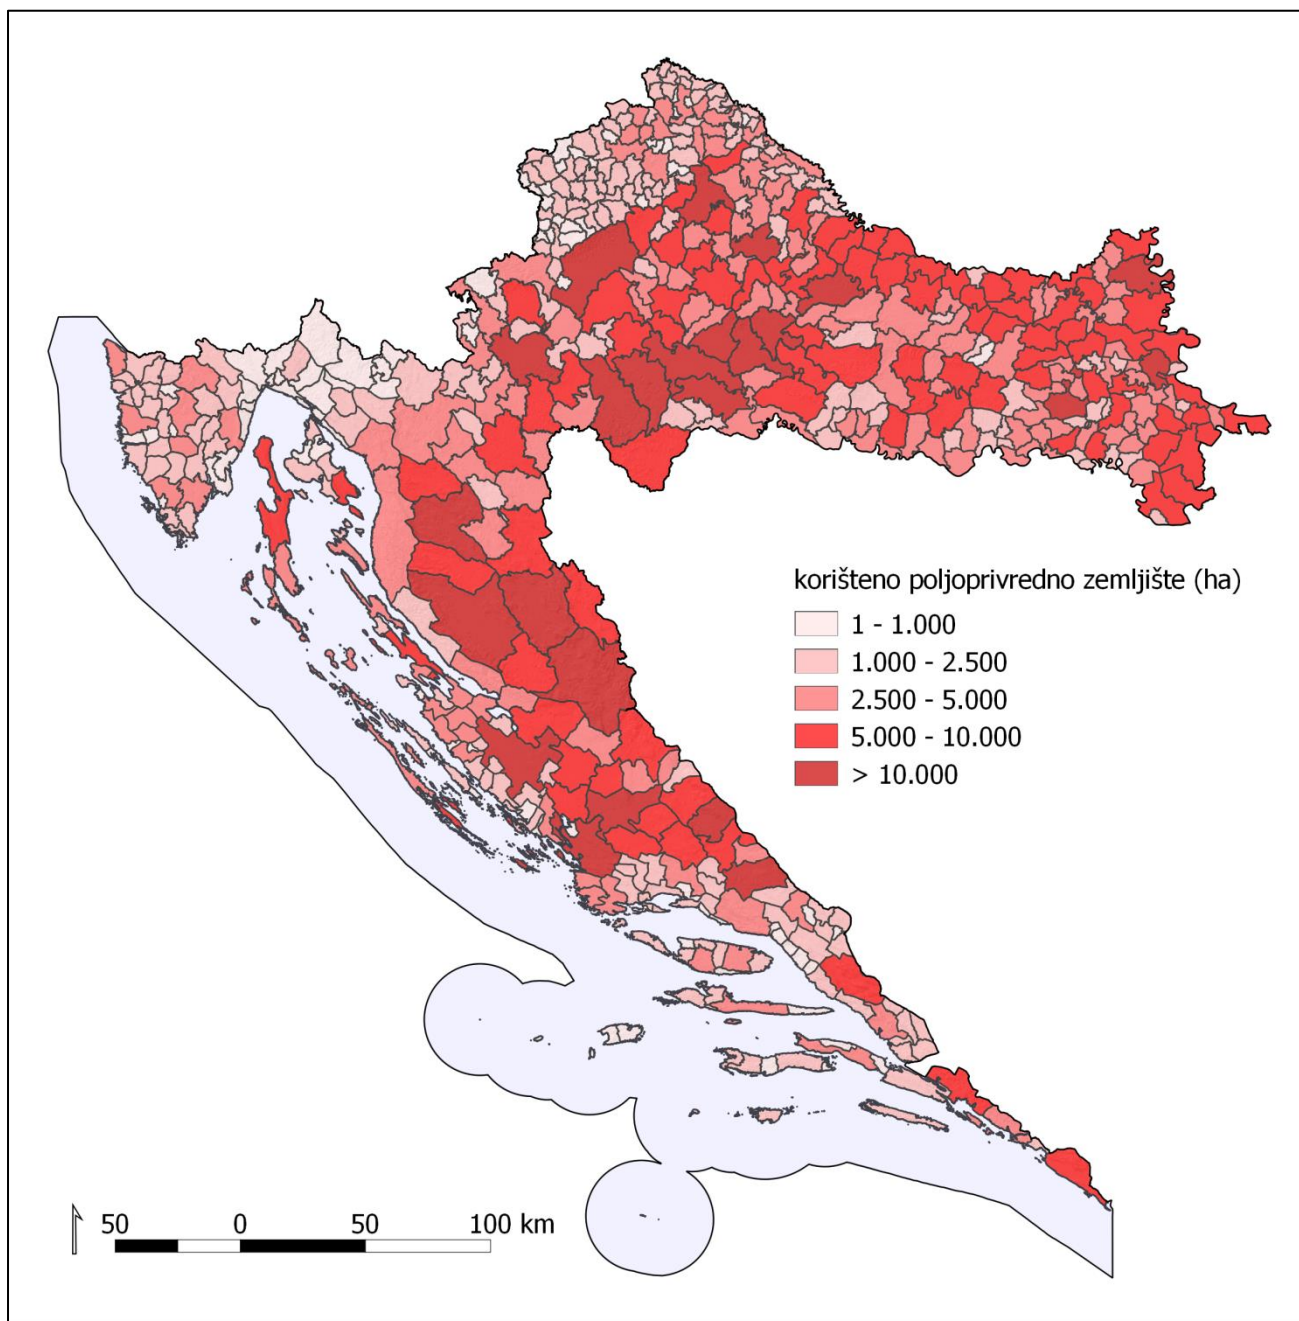 korišteno poljoprivredno zemljište (ha)
1 - 1.000
1.000 - 2.500
2.500 - 5.000
5.000 - 10.000
> 10.000
50 0 50 100 km